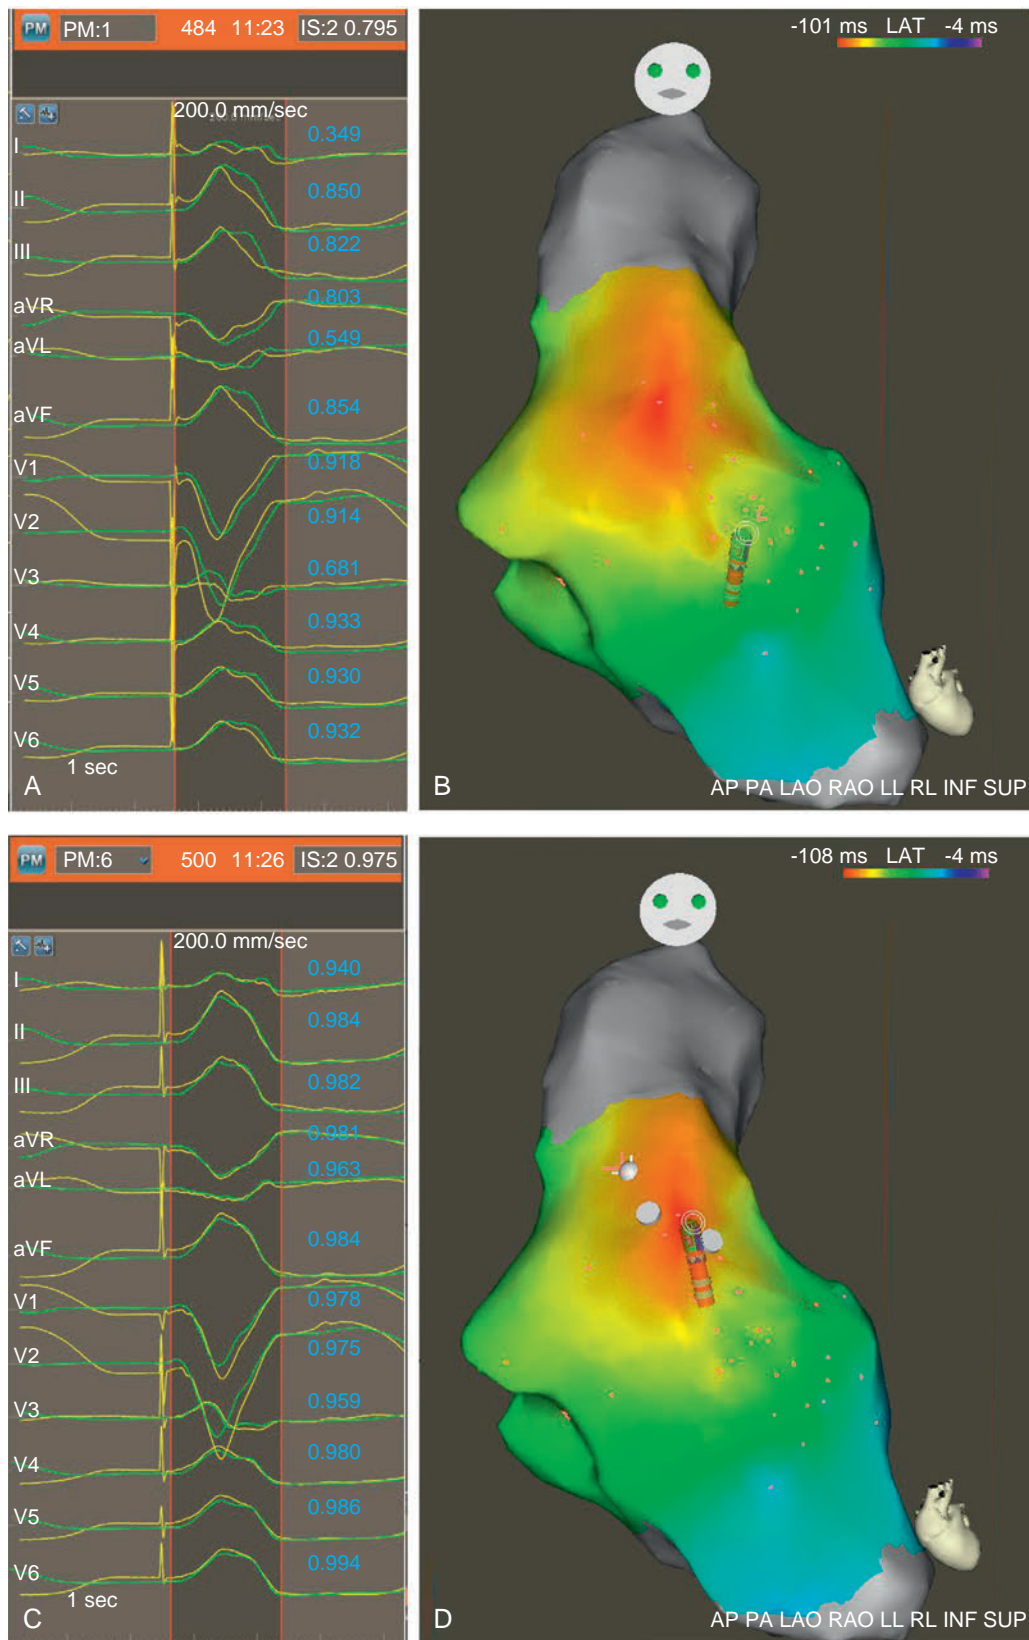 PM PM:1 484 11:23 IS:2 0.795
200.0 mm/sec
I 0.349
II 0.850
III 0.822
aVR 0.803
aVL 0.549
aVF 0.854
V1 0.918
V2 0.914
V3 0.681
V4 0.933
V5 0.930
V6 0.932
1 sec
A
-101 ms LAT -4 ms
B
AP PA LAO RAO LL RL INF SUP
PM PM:6 500 11:26 IS:2 0.975
200.0 mm/sec
I 0.940
II 0.984
III 0.982
aVR 0.981
aVL 0.963
aVF 0.984
V1 0.978
V2 0.975
V3 0.959
V4 0.980
V5 0.986
V6 0.994
1 sec
C
-108 ms LAT -4 ms
D
AP PA LAO RAO LL RL INF SUP